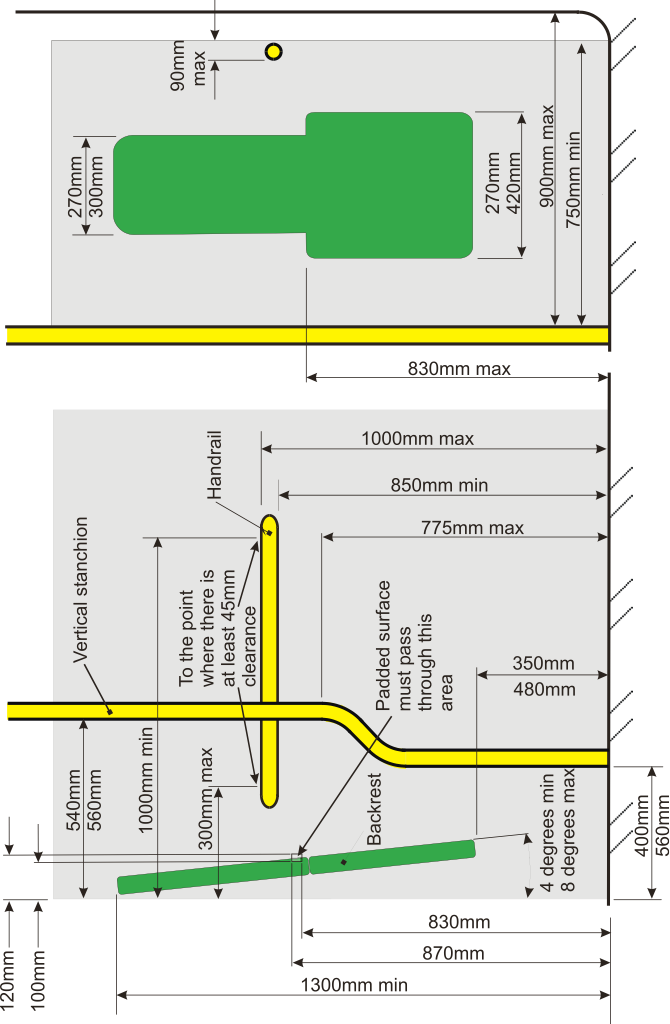 90mm
max
270mm
300mm
270mm
420mm
900mm max
750mm min
830mm max
1000mm max
850mm min
775mm max
Handrail
Vertical stanchion
To the point
where there is
at least 45mm
clearance
Padded surface
must pass
through this
area
350mm
480mm
540mm
560mm
1000mm min
300mm max
Backrest
4 degrees min
8 degrees max
400mm
560mm
830mm
870mm
1300mm min
120mm
100mm